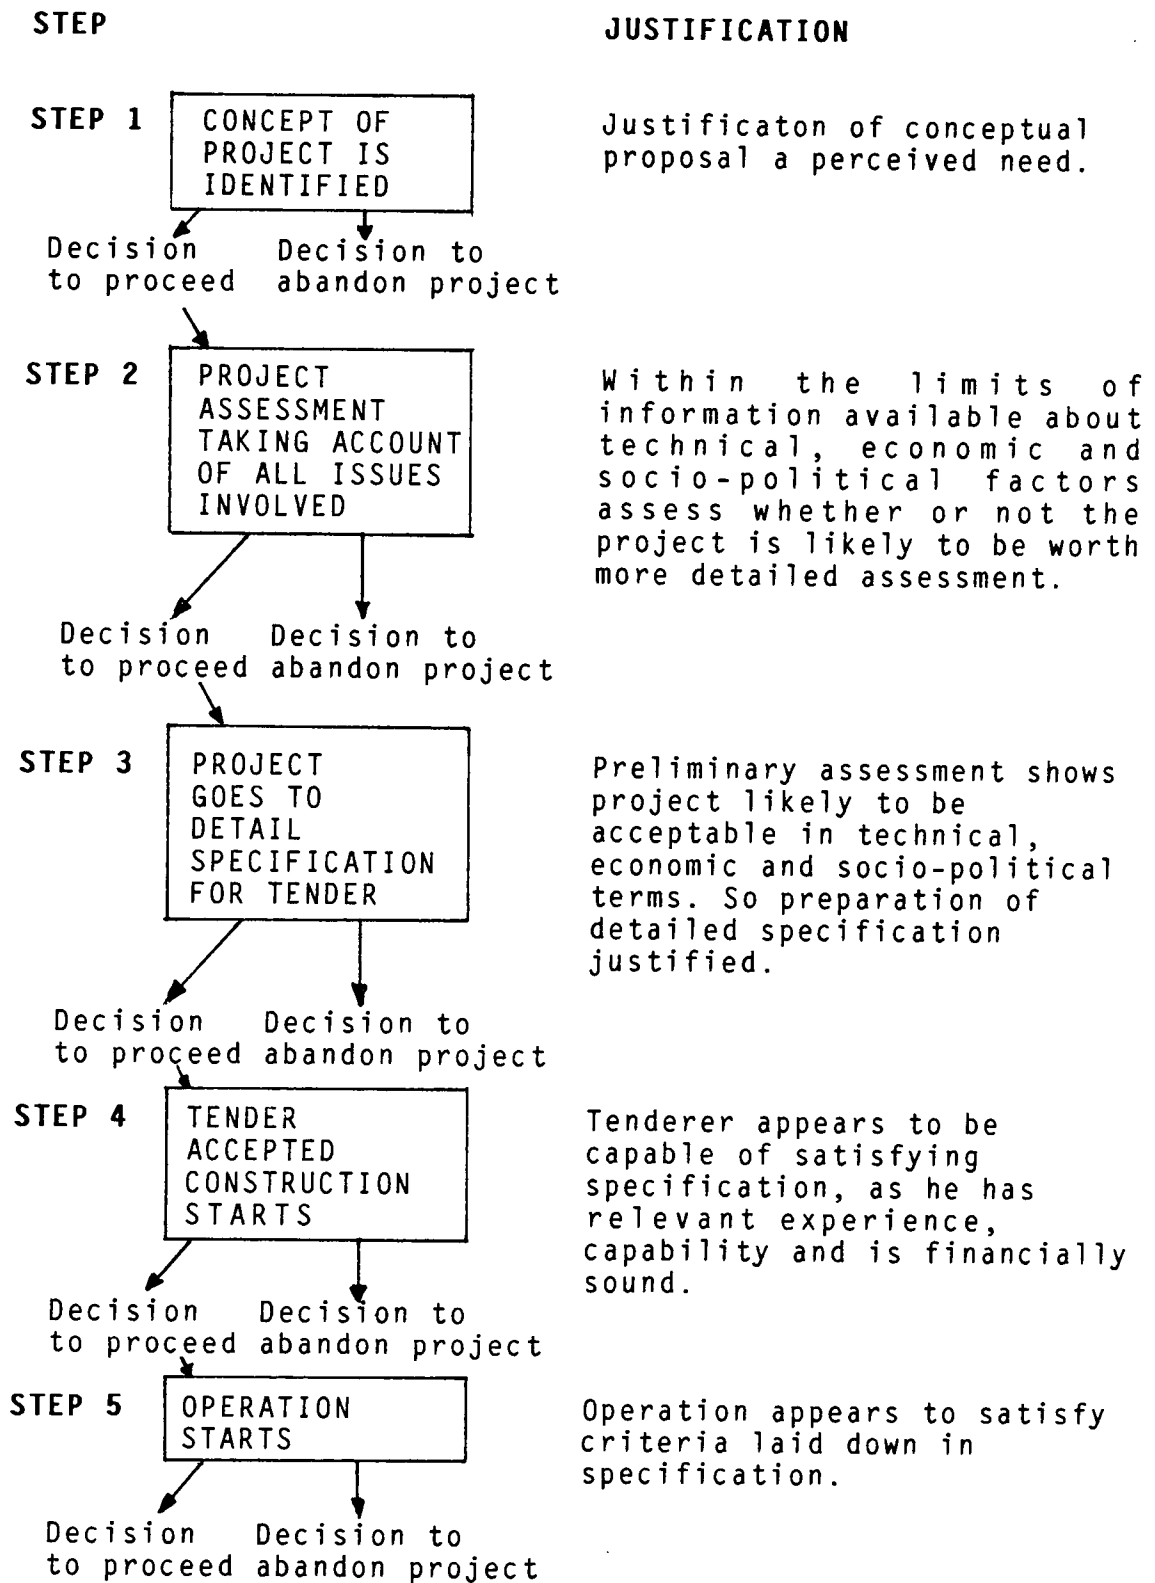 STEP
JUSTIFICATION
STEP 1
CONCEPT OF
PROJECT IS
IDENTIFIED
Justificaton of conceptual
proposal a perceived need.
Decision
to proceed
Decision to
abandon project
STEP 2
PROJECT
ASSESSMENT
TAKING ACCOUNT
OF ALL ISSUES
INVOLVED
Within the limits of
information available about
technical, economic and
socio-political factors
assess whether or not the
project is likely to be worth
more detailed assessment.
Decision
to proceed
Decision to
abandon project
STEP 3
PROJECT
GOES TO
DETAIL
SPECIFICATION
FOR TENDER
Preliminary assessment shows
project likely to be
acceptable in technical,
economic and socio-political
terms. So preparation of
detailed specification
justified.
Decision
to proceed
Decision to
abandon project
STEP 4
TENDER
ACCEPTED
CONSTRUCTION
STARTS
Tenderer appears to be
capable of satisfying
specification, as he has
relevant experience,
capability and is financially
sound.
Decision
to proceed
Decision to
abandon project
STEP 5
OPERATION
STARTS
Operation appears to satisfy
criteria laid down in
specification.
Decision
to proceed
Decision to
abandon project